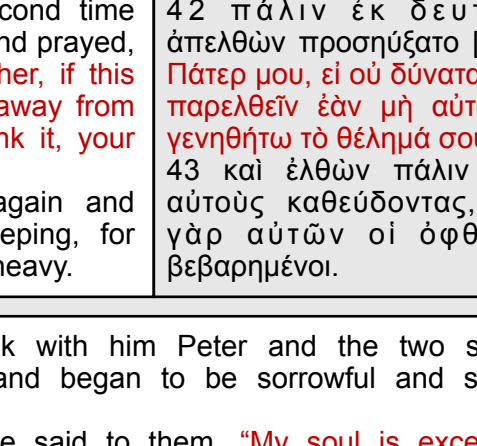 cond time
nd prayed,
her, if this
away from
nk it, your
again and
eping, for
heavy.
42 πάλιν ἐκ δευτ
ἀπελθὼν προσηύξατο [
Πάτερ μου, εἰ οὐ δύνατα
παρελθεῖν ἐὰν μὴ αὐτ
γενηθήτω τὸ θέλημά σου
43 καὶ ἐλθὼν πάλιν
αὐτοὺς καθεύδοντας,
γὰρ αὐτῶν οἱ ὀφθ
βεβαρημένοι.
k with him Peter and the two s
and began to be sorrowful and s
e said to them, “My soul is exce